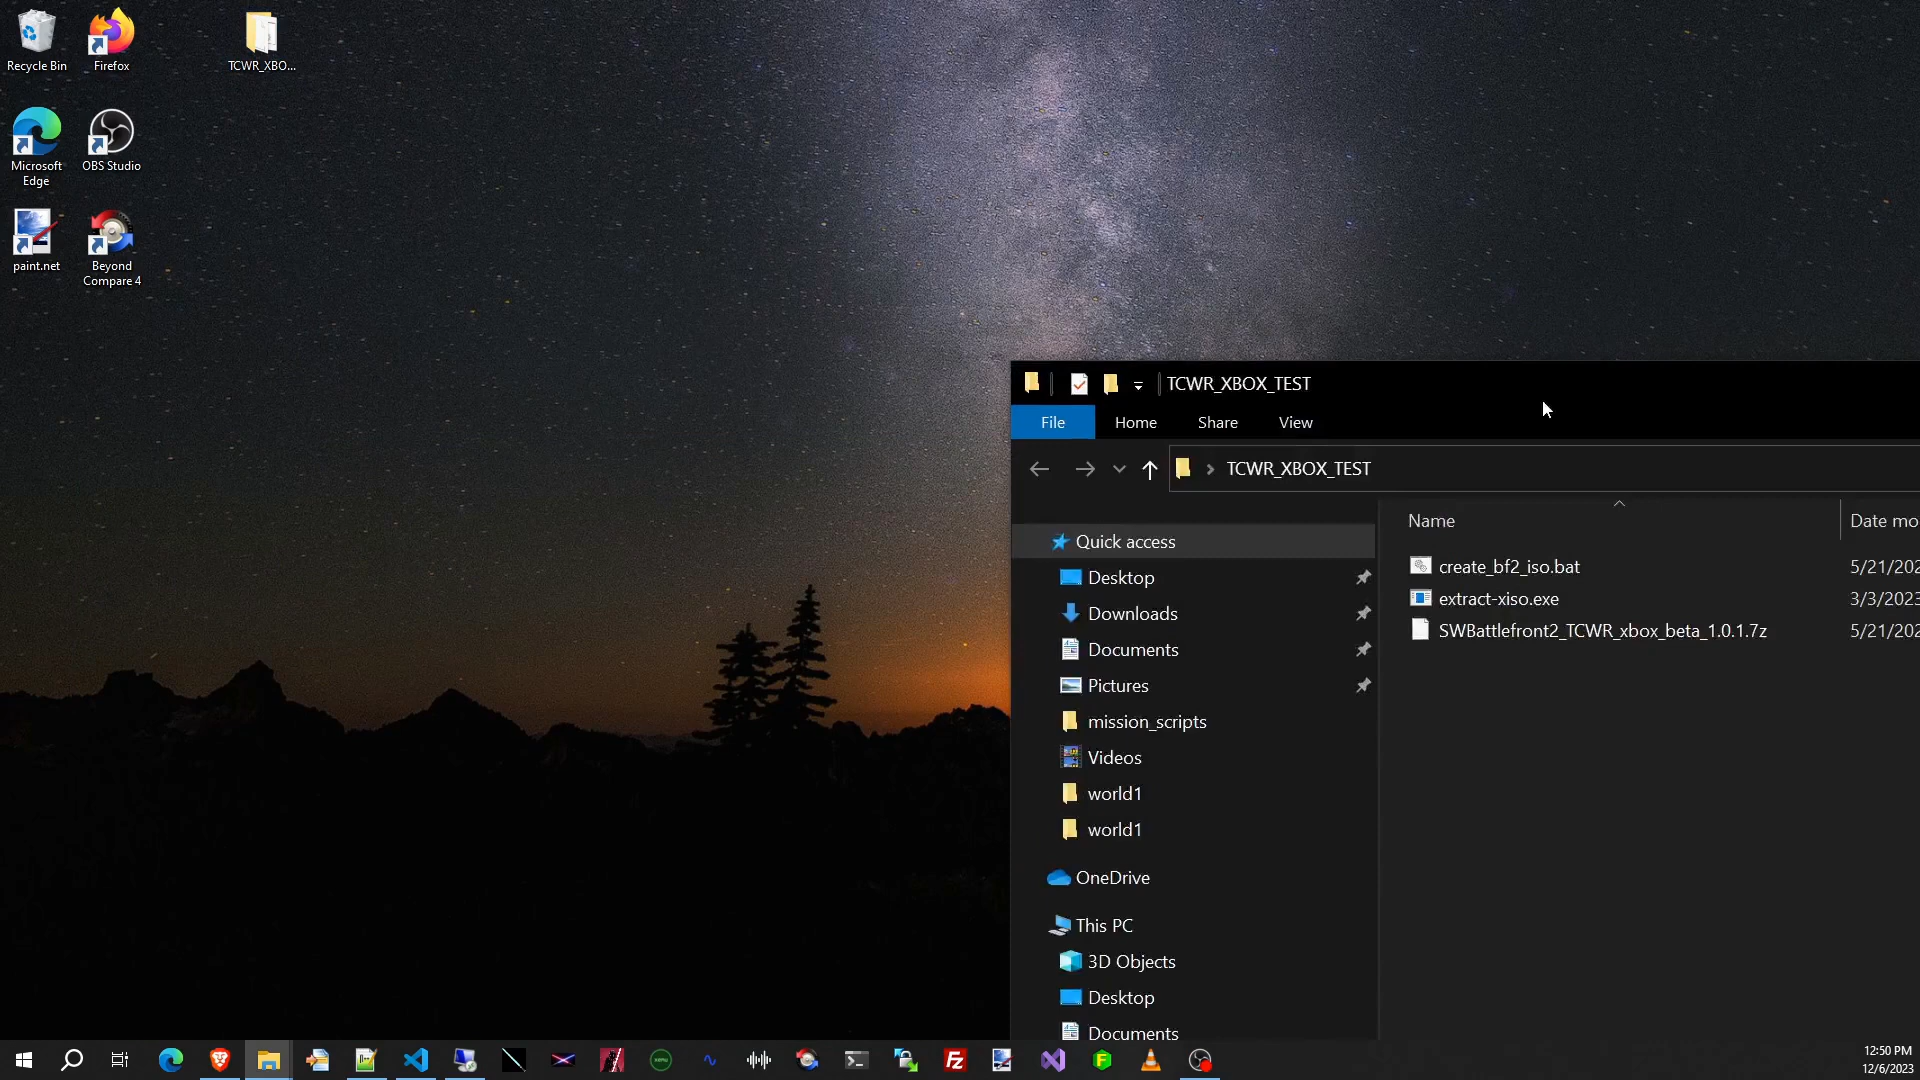 Recycle Bin
Firefox
TCWR_XBO...
Microsoft
Edge
OBS Studio
paint.net
Beyond
Compare 4
TCWR_XBOX_TEST
File
Home
Share
View
TCWR_XBOX_TEST
Name
Date mo
Quick access
Desktop
Downloads
Documents
Pictures
mission_scripts
Videos
world1
world1
OneDrive
This PC
3D Objects
Desktop
Documents
create_bf2_iso.bat
5/21/202
extract-xiso.exe
3/3/2023
SWBattlefront2_TCWR_xbox_beta_1.0.1.7z
5/21/202
12:50 PM
12/6/2023